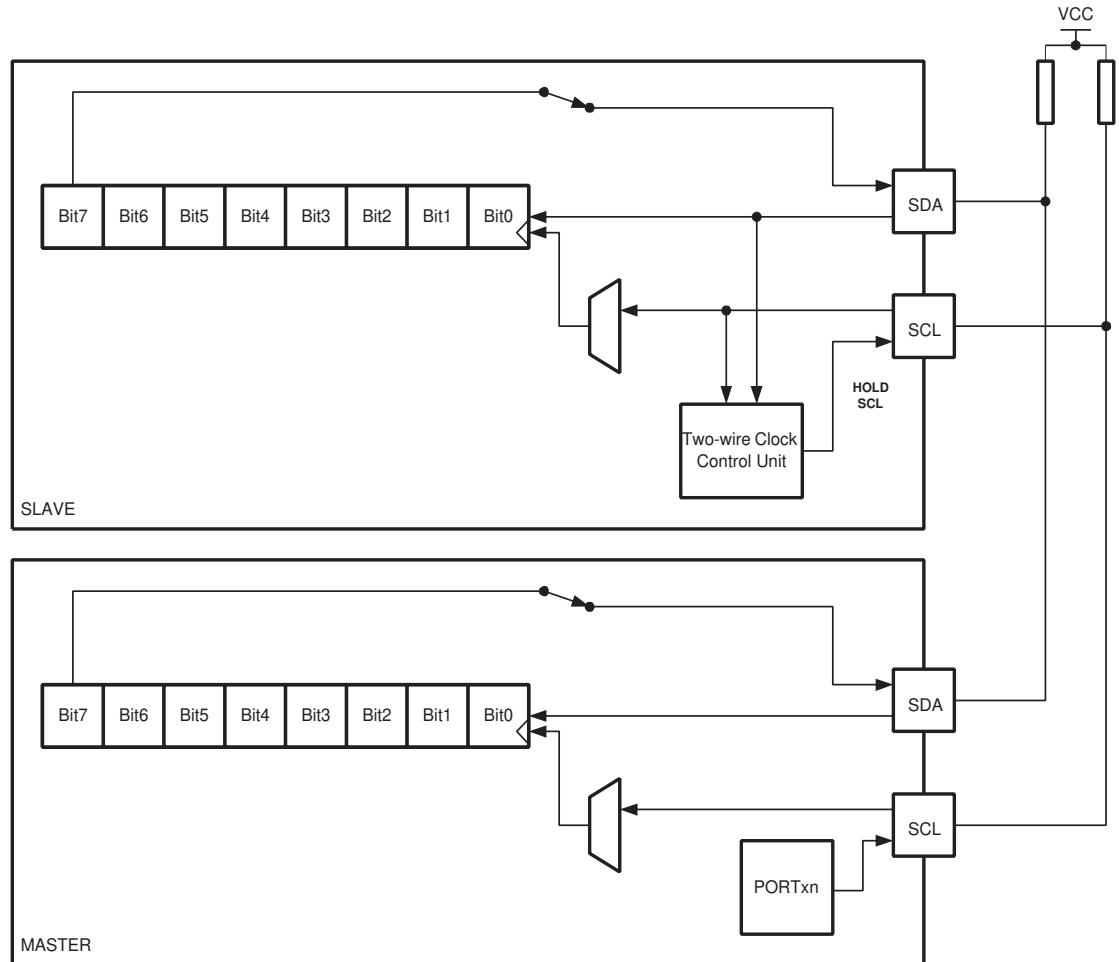 VCC
Bit7 Bit6 Bit5 Bit4 Bit3 Bit2 Bit1 Bit0
SDA
SCL
HOLD
SCL
Two-wire Clock
Control Unit
SLAVE
Bit7 Bit6 Bit5 Bit4 Bit3 Bit2 Bit1 Bit0
SDA
SCL
PORTxn
MASTER